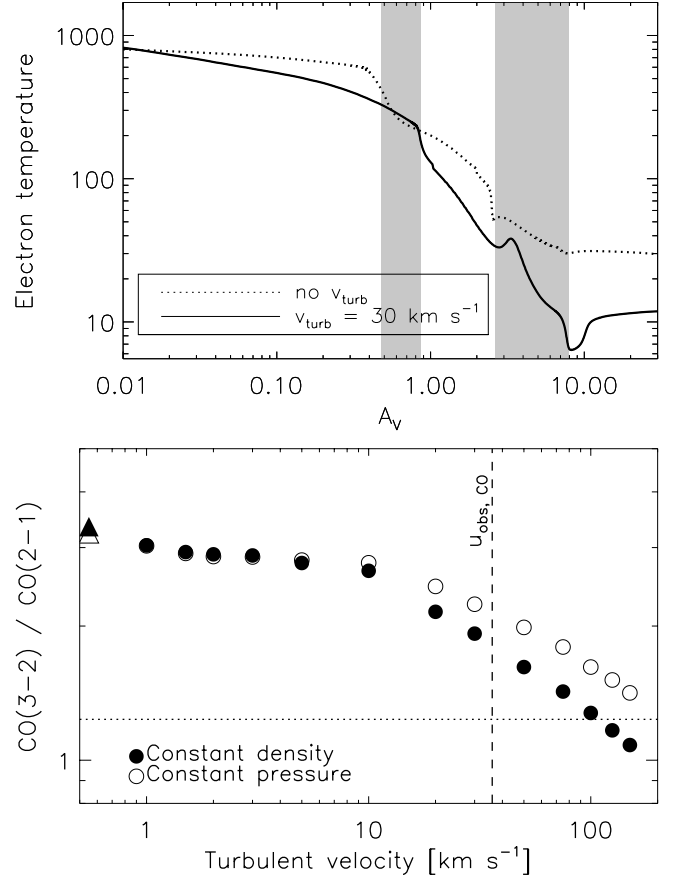 1000
100
10
Electron temperature
no v_turb
v_turb = 30 km s⁻¹
0.01
0.10
1.00
10.00
A_V
CO(3−2) / CO(2−1)
u_obs, CO
1
Constant density
Constant pressure
1
10
100
Turbulent velocity [km s⁻¹]